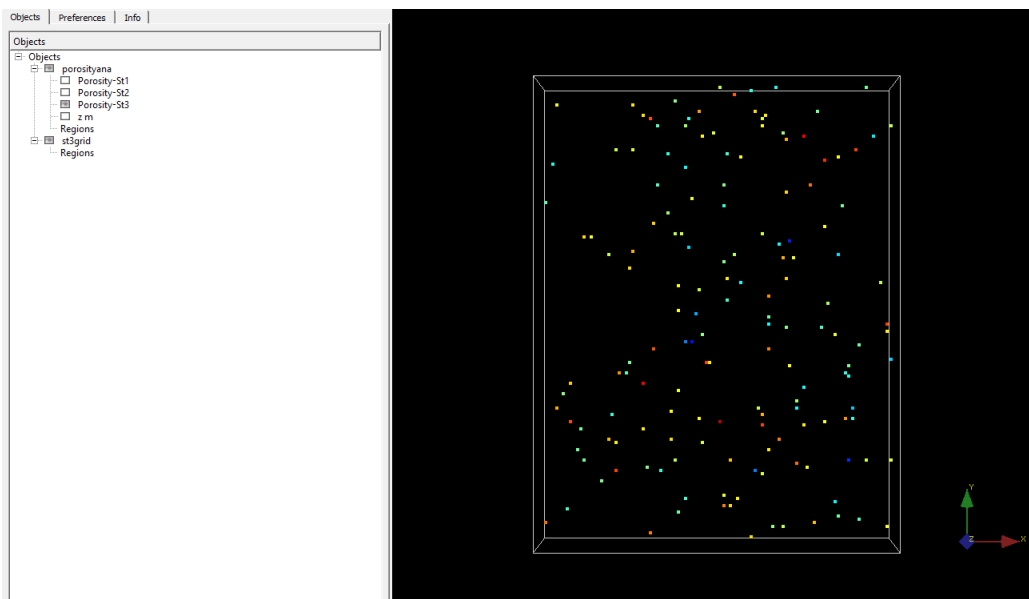 Objects Preferences Info
Objects
Objects
porosityana
Porosity-St1
Porosity-St2
Porosity-St3
z m
Regions
st3grid
Regions
Y
Z
X